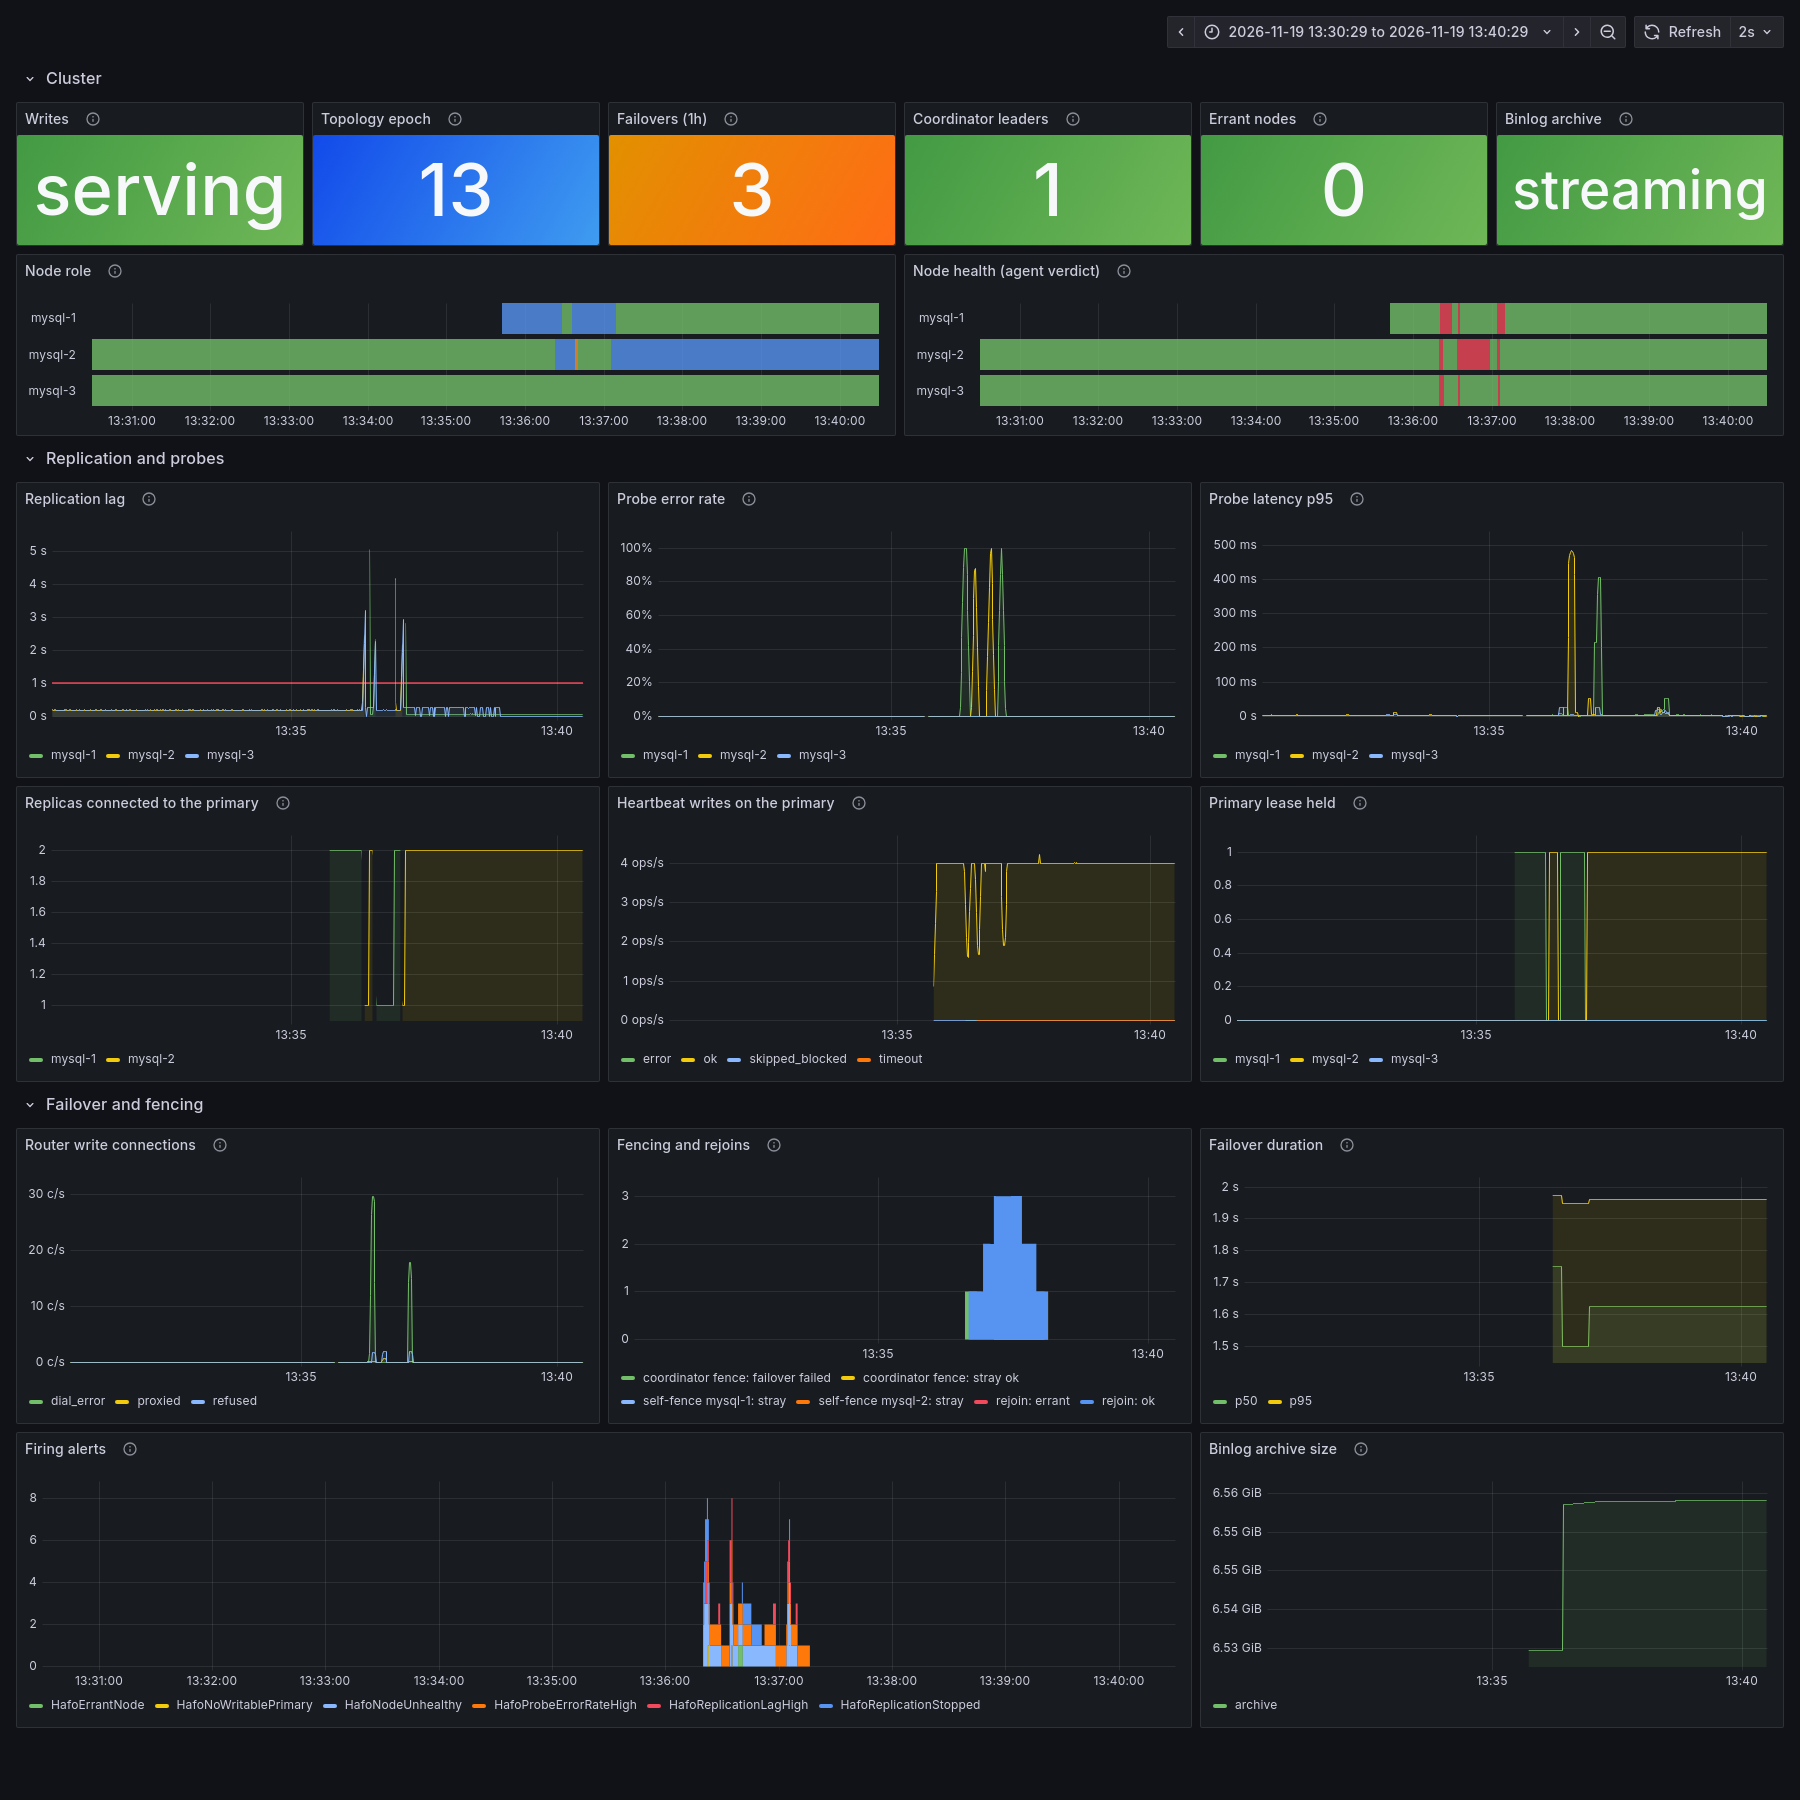 2026-11-19 13:30:29 to 2026-11-19 13:40:29 Refresh 2s
Cluster
Writes Topology epoch Failovers (1h) Coordinator leaders Errant nodes Binlog archive
serving 13 3 1 0 streaming
Node role Node health (agent verdict)
mysql-1 mysql-1
mysql-2 mysql-2
mysql-3 mysql-3
13:31:00 13:32:00 13:33:00 13:34:00 13:35:00 13:36:00 13:37:00 13:38:00 13:39:00 13:40:00
13:31:00 13:32:00 13:33:00 13:34:00 13:35:00 13:36:00 13:37:00 13:38:00 13:39:00 13:40:00
Replication and probes
Replication lag
5 s
4 s
3 s
2 s
1 s
0 s
13:35 13:40
mysql-1 mysql-2 mysql-3
Probe error rate
100%
80%
60%
40%
20%
0%
13:35 13:40
mysql-1 mysql-2 mysql-3
Probe latency p95
500 ms
400 ms
300 ms
200 ms
100 ms
0 s
13:35 13:40
mysql-1 mysql-2 mysql-3
Replicas connected to the primary
2
1.8
1.6
1.4
1.2
1
13:35 13:40
mysql-1 mysql-2
Heartbeat writes on the primary
4 ops/s
3 ops/s
2 ops/s
1 ops/s
0 ops/s
13:35 13:40
error ok skipped_blocked timeout
Primary lease held
1
0.8
0.6
0.4
0.2
0
13:35 13:40
mysql-1 mysql-2 mysql-3
Failover and fencing
Router write connections
30 c/s
20 c/s
10 c/s
0 c/s
13:35 13:40
dial_error proxied refused
Fencing and rejoins
3
2
1
0
13:35 13:40
coordinator fence: failover failed coordinator fence: stray ok
self-fence mysql-1: stray self-fence mysql-2: stray rejoin: errant rejoin: ok
Failover duration
2 s
1.9 s
1.8 s
1.7 s
1.6 s
1.5 s
13:35 13:40
p50 p95
Firing alerts
8
6
4
2
0
13:31:00 13:32:00 13:33:00 13:34:00 13:35:00 13:36:00 13:37:00 13:38:00 13:39:00 13:40:00
HafoErrantNode HafoNoWritablePrimary HafoNodeUnhealthy HafoProbeErrorRateHigh HafoReplicationLagHigh HafoReplicationStopped
Binlog archive size
6.56 GiB
6.55 GiB
6.55 GiB
6.54 GiB
6.53 GiB
13:35 13:40
archive